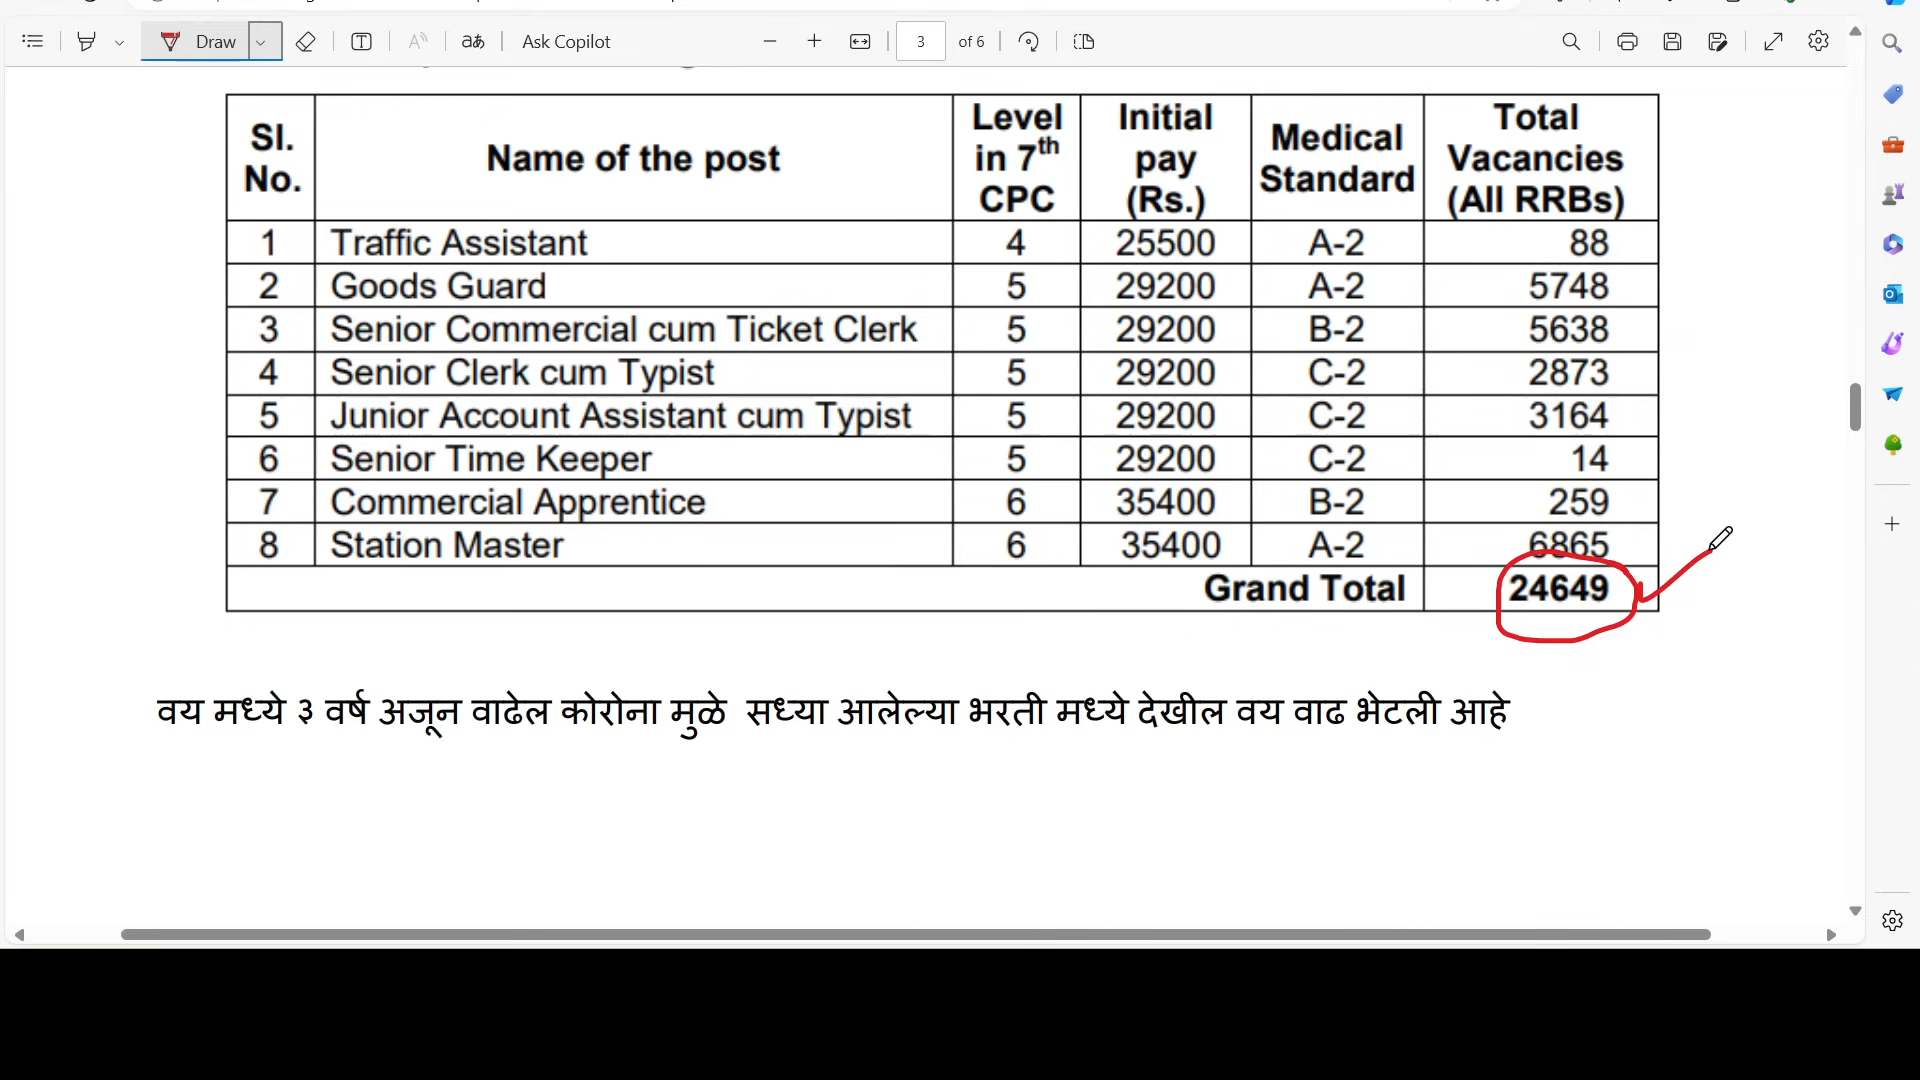 Draw
Ask Copilot
3 of 6
Sl. No. Name of the post Level in 7th CPC Initial pay (Rs.) Medical Standard Total Vacancies (All RRBs)
1 Traffic Assistant 4 25500 A-2 88
2 Goods Guard 5 29200 A-2 5748
3 Senior Commercial cum Ticket Clerk 5 29200 B-2 5638
4 Senior Clerk cum Typist 5 29200 C-2 2873
5 Junior Account Assistant cum Typist 5 29200 C-2 3164
6 Senior Time Keeper 5 29200 C-2 14
7 Commercial Apprentice 6 35400 B-2 259
8 Station Master 6 35400 A-2 6865
Grand Total 24649
वय मध्ये ३ वर्ष अजून वाढेल कोरोना मुळे सध्या आलेल्या भरती मध्ये देखील वय वाढ भेटली आहे